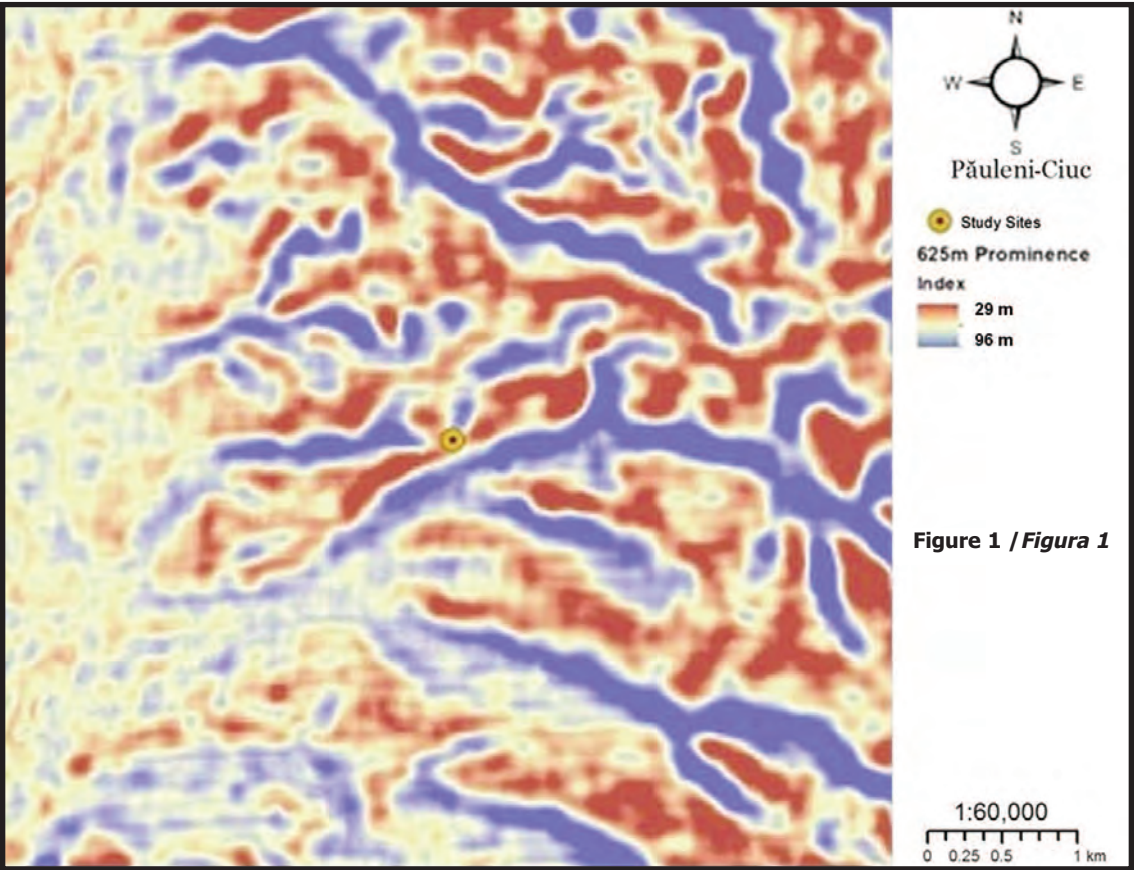 N
W E
S
Păuleni-Ciuc
Study Sites
625m Prominence
Index
29 m
96 m
Figure 1 / Figura 1
1:60,000
0 0.25 0.5 1 km